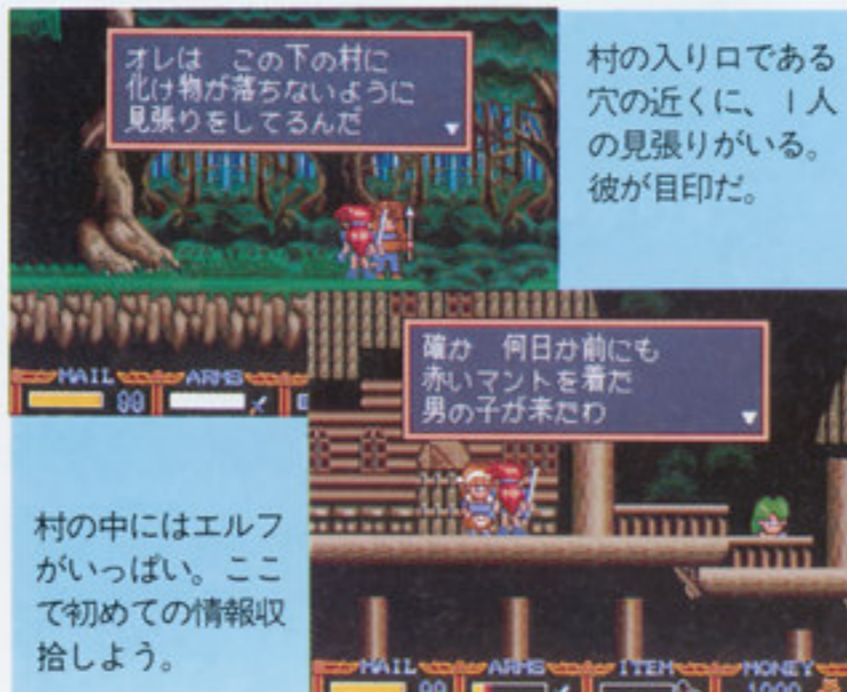 オレは　この下の村に
化け物が落ちないように
見張りをしてるんだ
村の入り口である
穴の近くに、1人
の見張りがいる。
彼が目印だ。
MAIL ARMS
99
確か　何日か前にも
赤いマントを着た
男の子が来たわ
村の中にはエルフ
がいっぱい。ここ
で初めての情報収
拾しよう。
MAIL ARMS ITEM MONEY
99 1000